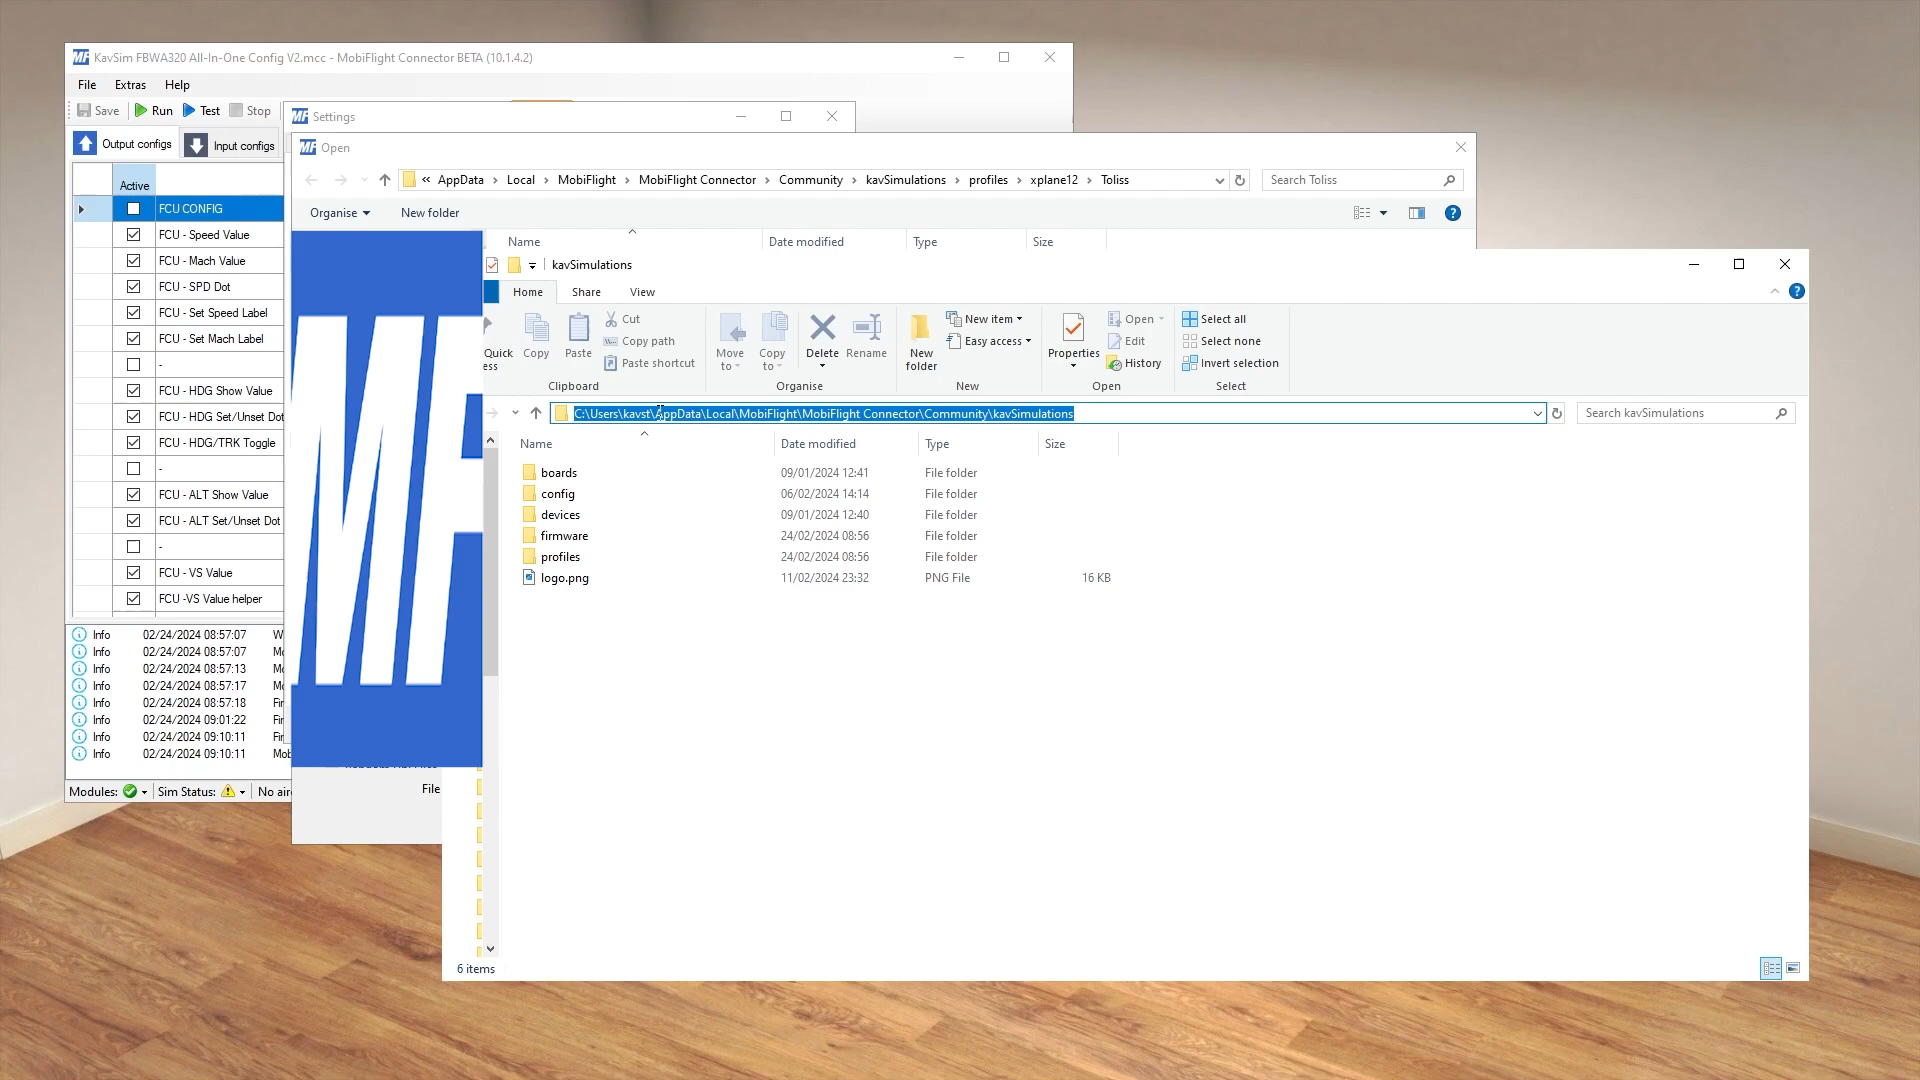 KavSim FBWA320 All-In-One Config V2.mcc - MobiFlight Connector BETA (10.1.4.2)
File Extras Help
Save Run Test Stop
Output configs Input configs
Active
FCU CONFIG
FCU - Speed Value
FCU - Mach Value
FCU - SPD Dot
FCU - Set Speed Label
FCU - Set Mach Label
-
FCU - HDG Show Value
FCU - HDG Set/Unset Dot
FCU - HDG/TRK Toggle
-
FCU - ALT Show Value
FCU - ALT Set/Unset Dot
-
FCU - VS Value
FCU -VS Value helper
Info 02/24/2024 08:57:07 W
Info 02/24/2024 08:57:07
Info 02/24/2024 08:57:13
Info 02/24/2024 08:57:17
Info 02/24/2024 08:57:18 Fir
Info 02/24/2024 09:01:22 Fir
Info 02/24/2024 09:10:11 Fir
Info 02/24/2024 09:10:11 Mob
Modules: Sim Status: No air
MF Settings
MF Open
« AppData › Local › MobiFlight › MobiFlight Connector › Community › kavSimulations › profiles › xplane12 › Toliss
Search Toliss
Organise New folder
Name Date modified Type Size
MF
File
kavSimulations
Home Share View
Quick
ess
Copy
Paste
Cut
Copy path
Paste shortcut
Clipboard
Move to
Copy to
Delete
Rename
Organise
New folder
New item
Easy access
New
Properties
Open
Edit
History
Open
Select all
Select none
Invert selection
Select
C:\Users\kavst\AppData\Local\MobiFlight\MobiFlight Connector\Community\kavSimulations
Search kavSimulations
Name Date modified Type Size
boards 09/01/2024 12:41 File folder
config 06/02/2024 14:14 File folder
devices 09/01/2024 12:40 File folder
firmware 24/02/2024 08:56 File folder
profiles 24/02/2024 08:56 File folder
logo.png 11/02/2024 23:32 PNG File 16 KB
6 items